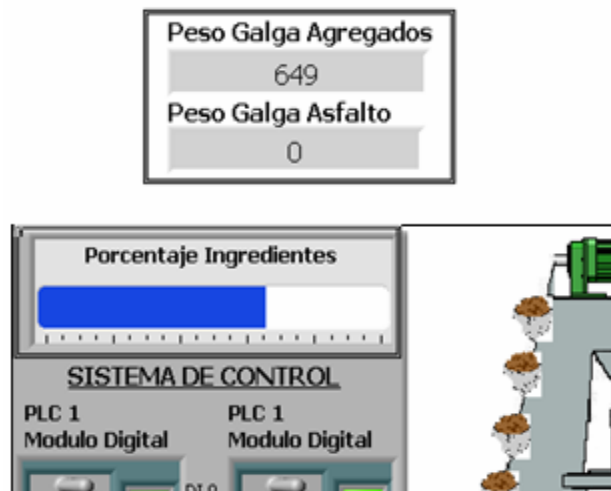 Peso Galga Agregados
649
Peso Galga Asfalto
0
Porcentaje Ingredientes
SISTEMA DE CONTROL
PLC 1 PLC 1
Modulo Digital Modulo Digital